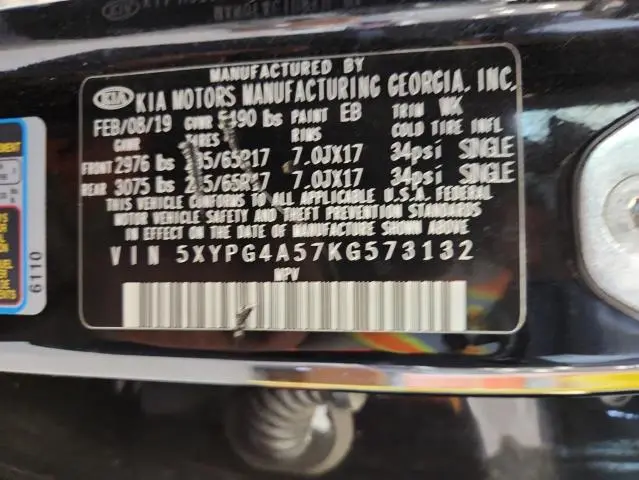 MANUFACTURED BY
KIA KIA MOTORS MANUFACTURING GEORGIA, INC.
FEB/08/19 GVWR 5490 lbs PAINT EB TRIM WK
GAWR TIRES RIMS COLD TIRE INFL
FRONT 2976 lbs 7.0JX17 34psi SINGLE
REAR 3075 lbs 7.0JX17 34psi SINGLE
THIS VEHICLE CONFORMS TO ALL APPLICABLE U.S.A. FEDERAL
MOTOR VEHICLE SAFETY AND THEFT PREVENTION STANDARDS
IN EFFECT ON THE DATE OF MANUFACTURE SHOWN ABOVE.
VIN 5XYPG4A57KG573132
MPV
6110